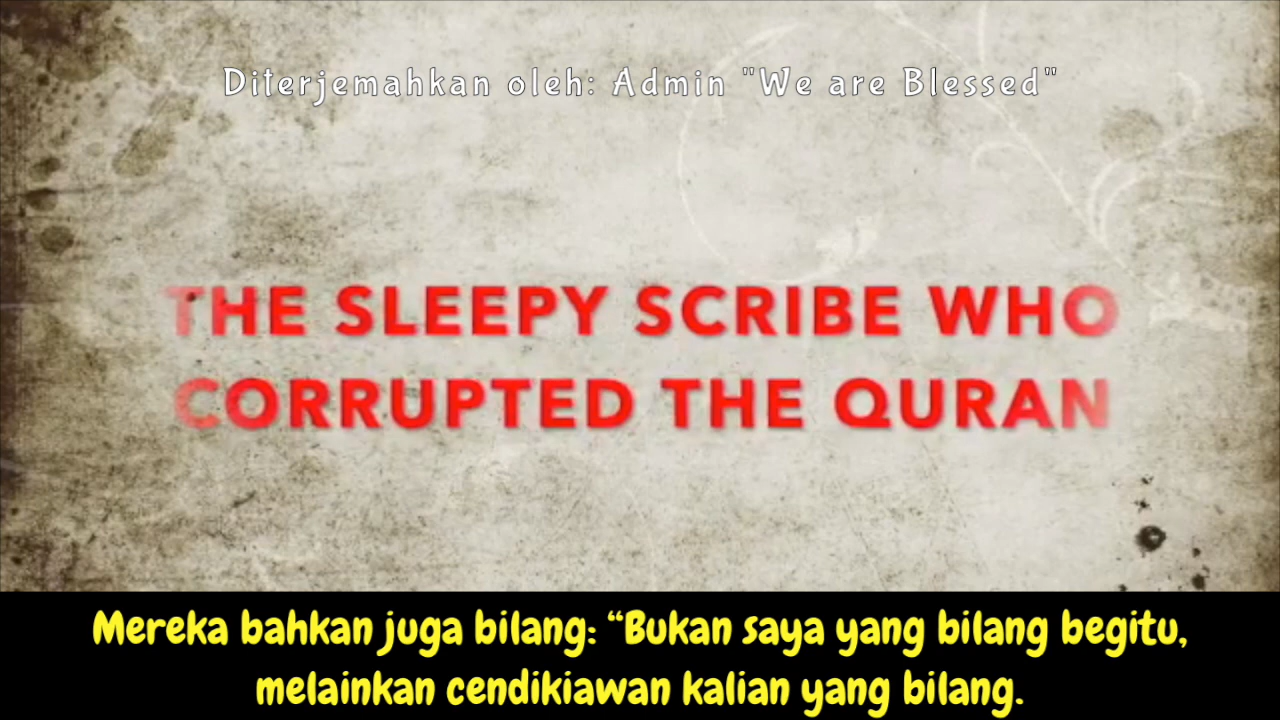 Diterjemahkan oleh: Admin "We are Blessed"
THE SLEEPY SCRIBE WHO
CORRUPTED THE QURAN
Mereka bahkan juga bilang: “Bukan saya yang bilang begitu,
melainkan cendikiawan kalian yang bilang.